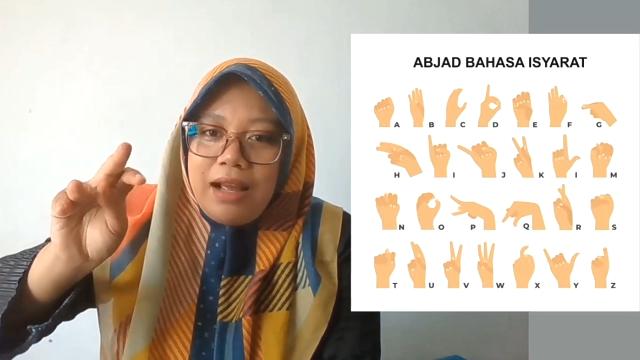 ABJAD BAHASA ISYARAT
A B C D E F G
H I J K L M
N O P Q R S
T U V W X Y Z